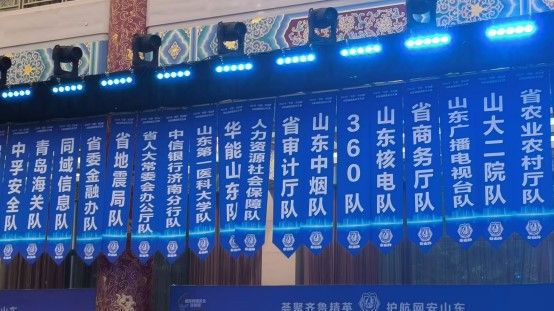 中孚安全队
青岛海关队
同域信息队
省委金融办队
省地震局队
省人大常委会办公厅队
中信银行济南分行队
山东第一医科大学队
华能山东队
人力资源社会保障队
省审计厅队
山东中烟队
360队
山东核电队
省商务厅队
山东广播电视台队
山大二院队
省农业农村厅队
荟聚齐鲁精英
护航网安山东